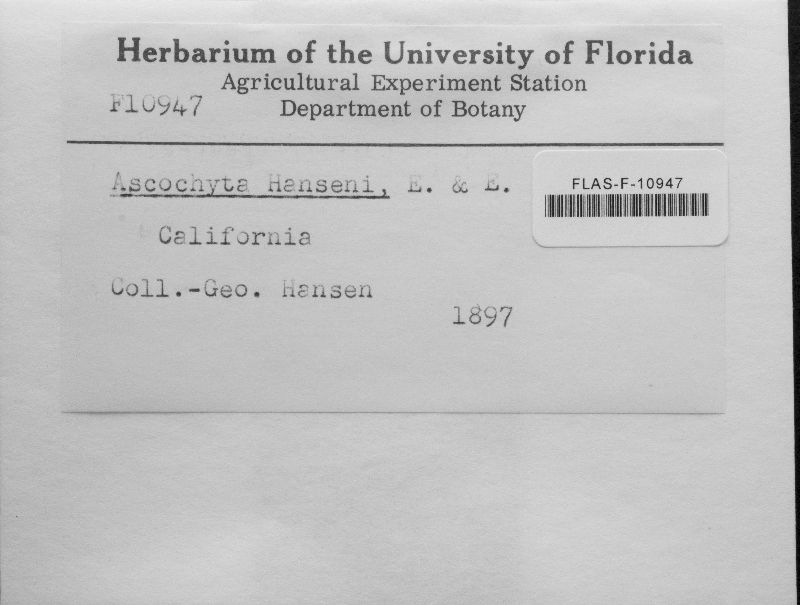 Herbarium of the University of Florida
Agricultural Experiment Station
F10947 Department of Botany
Ascochyta Hanseni, E. & E.
FLAS-F-10947
California
Coll.-Geo. Hansen
1897